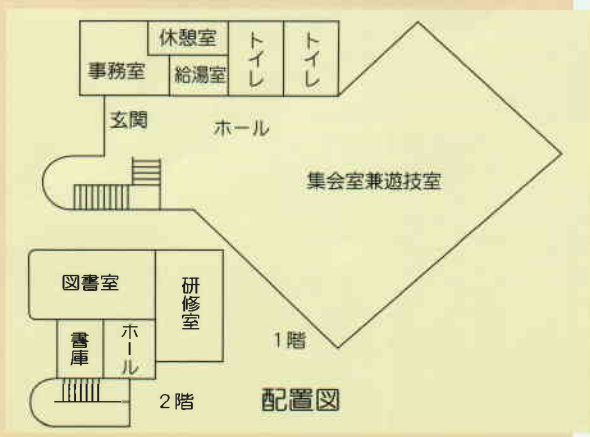 休憩室
トイレ
トイレ
事務室
給湯室
玄関
ホール
集会室兼遊技室
図書室
研修室
書庫
ホール
1階
2階
配置図